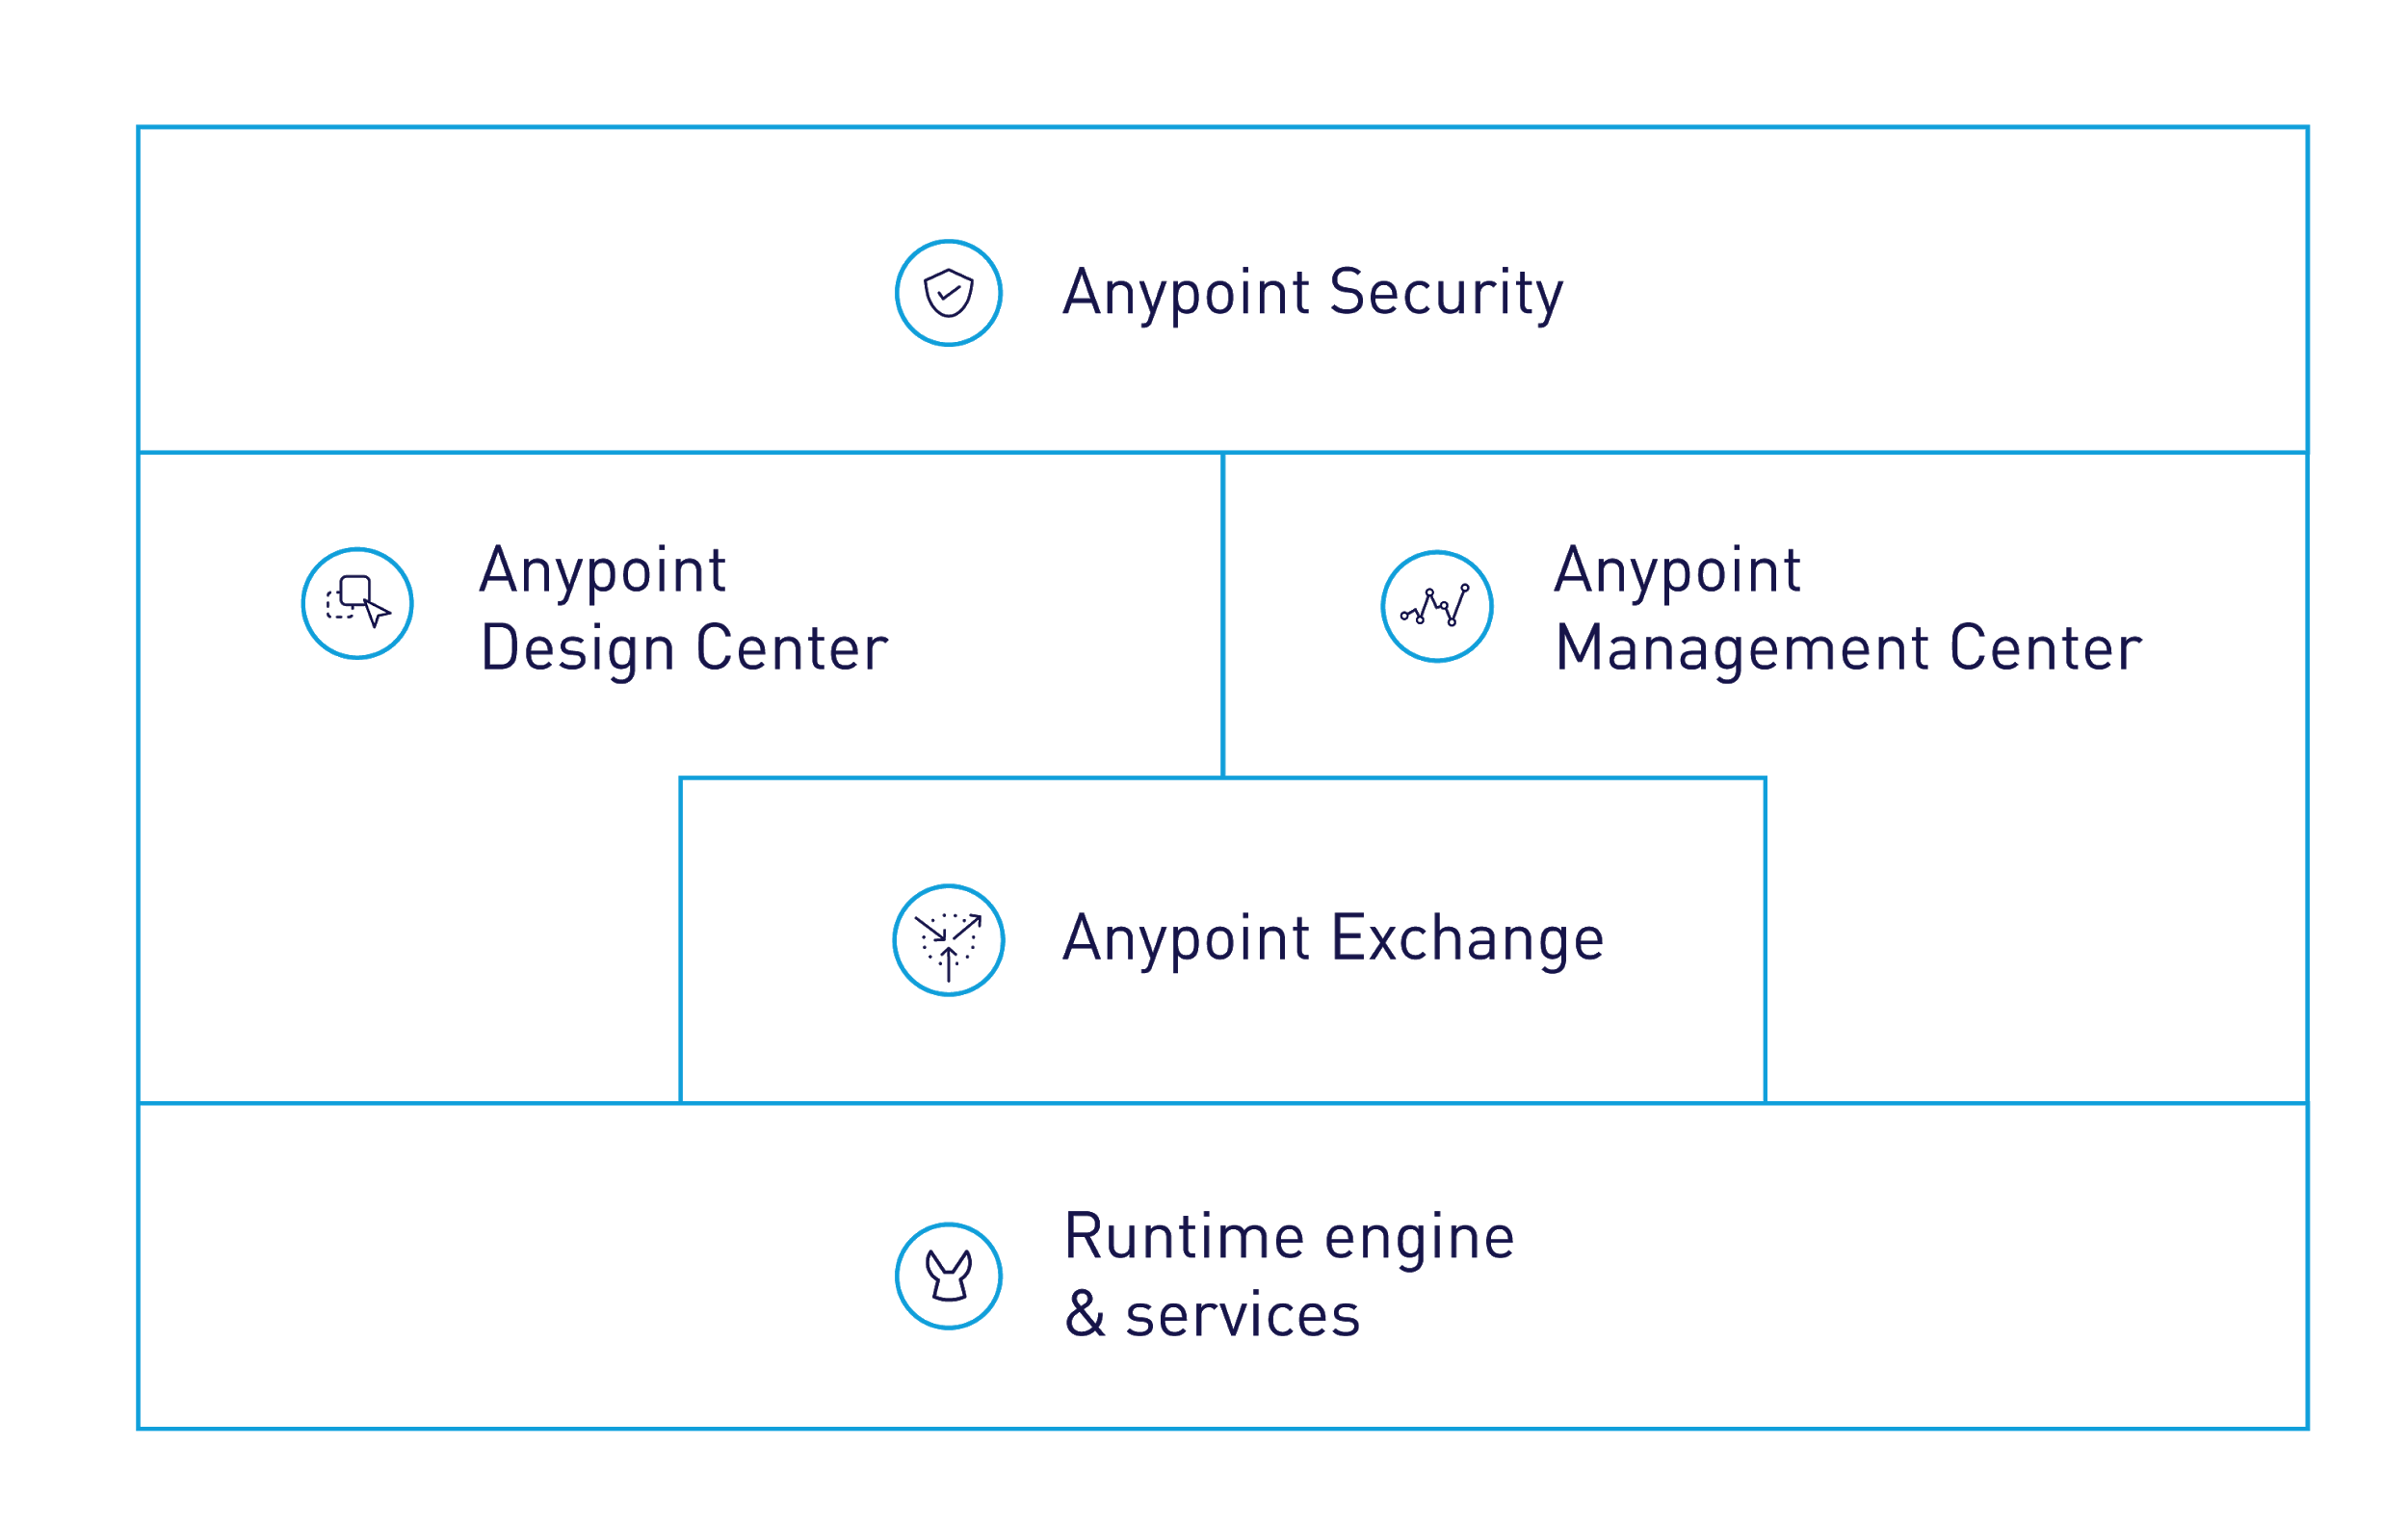 Anypoint Security
Anypoint
Design Center
Anypoint
Management Center
Anypoint Exchange
Runtime engine
& services